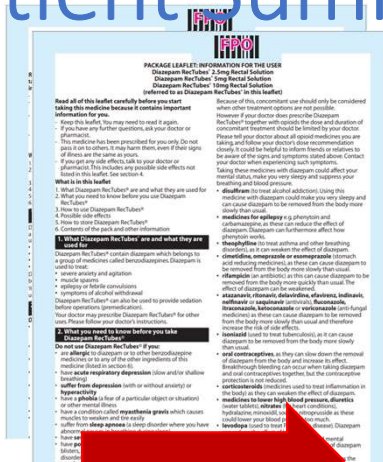 FPO
PACKAGE LEAFLET: INFORMATION FOR THE USER
Diazepam RecTubes® 2.5mg Rectal Solution
Diazepam RecTubes® 5mg Rectal Solution
Diazepam RecTubes® 10mg Rectal Solution
(referred to as Diazepam RecTubes® in this leaflet)
Read all of this leaflet carefully before you start
taking this medicine because it contains important
information for you.
- Keep this leaflet. You may need to read it again.
- If you have any further questions, ask your doctor or
pharmacist.
- This medicine has been prescribed for you only. Do not
pass it on to others. It may harm them, even if their signs
of illness are the same as yours.
- If you get any side effects, talk to your doctor or
pharmacist. This includes any possible side effects not
listed in this leaflet. See section 4.
What is in this leaflet
1. What Diazepam RecTubes® are and what they are used for
2. What you need to know before you use Diazepam
RecTubes®
3. How to use Diazepam RecTubes®
4. Possible side effects
5. How to store Diazepam RecTubes®
6. Contents of the pack and other information
1. What Diazepam RecTubes® are and what they are
used for
Diazepam RecTubes® contain diazepam which belongs to
a group of medicines called benzodiazepines. Diazepam is
used to treat:
• severe anxiety and agitation
• muscle spasms
• epilepsy or febrile convulsions
• symptoms of alcohol withdrawal
Diazepam RecTubes® can also be used to provide sedation
before operations (premedication).
Your doctor may prescribe Diazepam RecTubes® for other
uses. Please follow your doctor's instructions.
2. What you need to know before you take
Diazepam RecTubes®
Do not use Diazepam RecTubes® if you:
• are allergic to diazepam or to other benzodiazepine
medicines or to any of the other ingredients of this
medicine (listed in section 6).
• have acute respiratory depression (slow and/or shallow
breathing)
• suffer from depression (with or without anxiety) or
hyperactivity
• have a phobia (a fear of a particular object or situation)
or other mental illness
• have a condition called myasthenia gravis which causes
muscles to weaken and tire easily
• suffer from sleep apnoea (a sleep disorder where you have
Because of this, concomitant use should only be considered
when other treatment options are not possible.
However if your doctor does prescribe Diazepam
RecTubes® together with opioids the dose and duration of
concomitant treatment should be limited by your doctor.
Please tell your doctor about all opioid medicines you are
taking, and follow your doctor's dose recommendation
closely. It could be helpful to inform friends or relatives to
be aware of the signs and symptoms stated above. Contact
your doctor when experiencing such symptoms.
Taking these medicines with diazepam could affect your
mental status, make you very sleepy and suppress your
breathing and blood pressure.
• disulfiram (to treat alcohol addiction). Using this
medicine with diazepam could make you very sleepy and
can cause diazepam to be removed from the body more
slowly than usual.
• medicines for epilepsy e.g. phenytoin and
carbamazepine, as these can reduce the effect of
diazepam. Diazepam can furthermore affect how
phenytoin works.
• theophylline (to treat asthma and other breathing
disorders), as it can weaken the effect of diazepam.
• cimetidine, omeprazole or esomeprazole (stomach
acid reducing medicines), as these can cause diazepam to
be removed from the body more slowly than usual.
• rifampicin (an antibiotic) as this can cause diazepam to be
removed from the body more quickly than usual. The
effect of diazepam can be weakened.
• atazanavir, ritonavir, delavirdine, efavirenz, indinavir,
nelfinavir or saquinavir (antivirals), fluconazole,
itraconazole, ketoconazole or voriconazole (anti-fungal
medicines) as these can cause diazepam to be removed
from the body more slowly than usual and therefore
increase the risk of side effects.
• isoniazid (used to treat tuberculosis), as it can cause
diazepam to be removed from the body more slowly
than usual.
• oral contraceptives, as they can slow down the removal
of diazepam from the body and increase its effect.
Breakthrough bleeding can occur when taking diazepam
and oral contraceptives together, but the contraceptive
protection is not reduced.
• corticosteroids (medicines used to treat inflammation in
the body) as they can weaken the effect of diazepam.
• medicines to lower high blood pressure, diuretics
(water tablets), nitrates